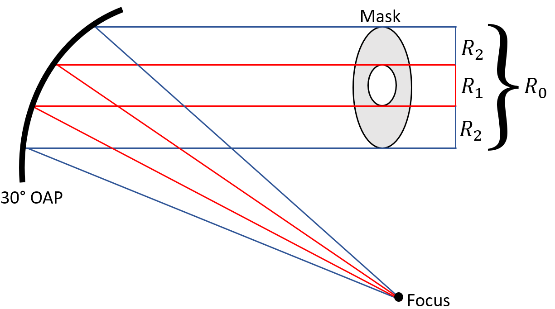 Mask
R₂
R₁
R₀
R₂
30° OAP
Focus